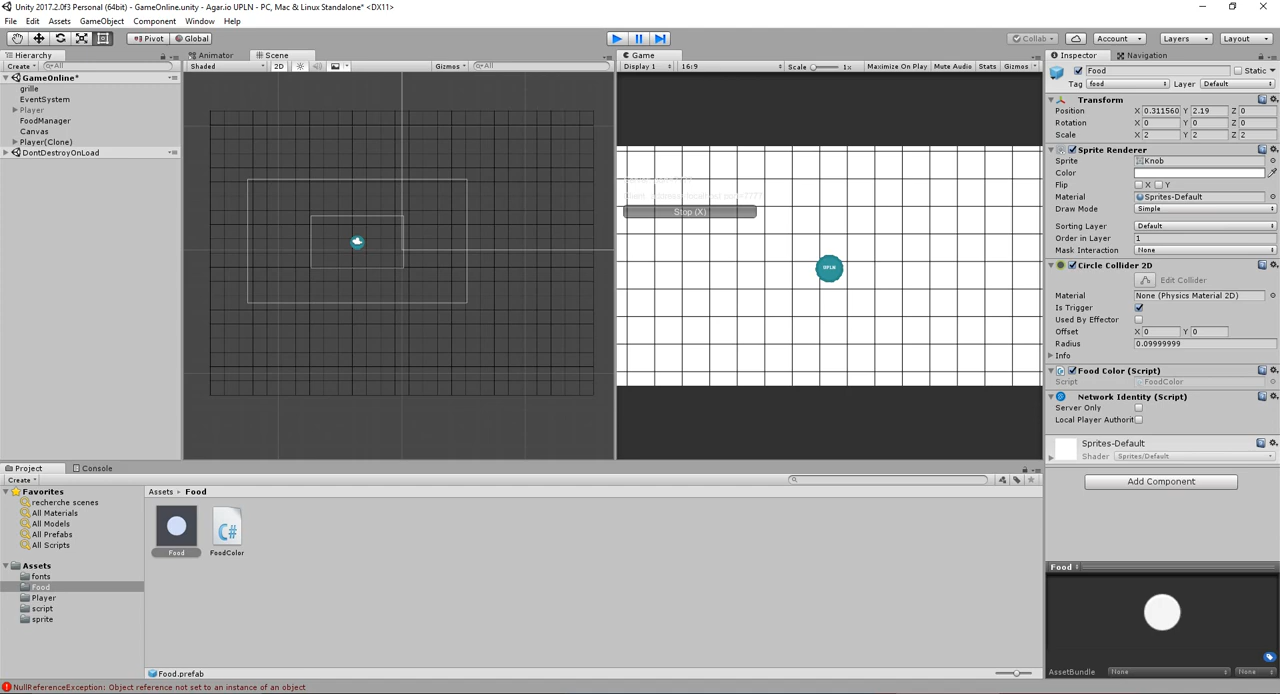 Unity 2017.2.0f3 Personal (64bit) - GameOnline.unity - Agar.io UPLN - PC, Mac & Linux Standalone* <DX11>
File Edit Assets GameObject Component Window Help
Pivot Global Collab Account Layers Layout
Hierarchy
Create All
GameOnline*
grille
EventSystem
Player
FoodManager
Canvas
Player(Clone)
DontDestroyOnLoad
Animator Scene
Shaded 2D Gizmos All
Game
Display 1 16:9 Scale 1x Maximize On Play Mute Audio Stats Gizmos
Stop (X)
UPLN
Inspector Navigation
Food Static
Tag food Layer Default
Transform
Position X 0.311560 Y 2.19 Z 0
Rotation X 0 Y 0 Z 0
Scale X 2 Y 2 Z 2
Sprite Renderer
Sprite Knob
Color
Flip X Y
Material Sprites-Default
Draw Mode Simple
Sorting Layer Default
Order in Layer 1
Mask Interaction None
Circle Collider 2D
Edit Collider
Material None (Physics Material 2D)
Is Trigger
Used By Effector
Offset X 0 Y 0
Radius 0.09999999
Info
Food Color (Script)
Script FoodColor
Network Identity (Script)
Server Only
Local Player Authorit
Sprites-Default
Shader Sprites/Default
Add Component
Food
AssetBundle None None
Project Console
Create
Favorites
recherche scenes
All Materials
All Models
All Prefabs
All Scripts
Assets
fonts
Food
Player
script
sprite
Assets Food
Food FoodColor
C#
Food.prefab
NullReferenceException: Object reference not set to an instance of an object